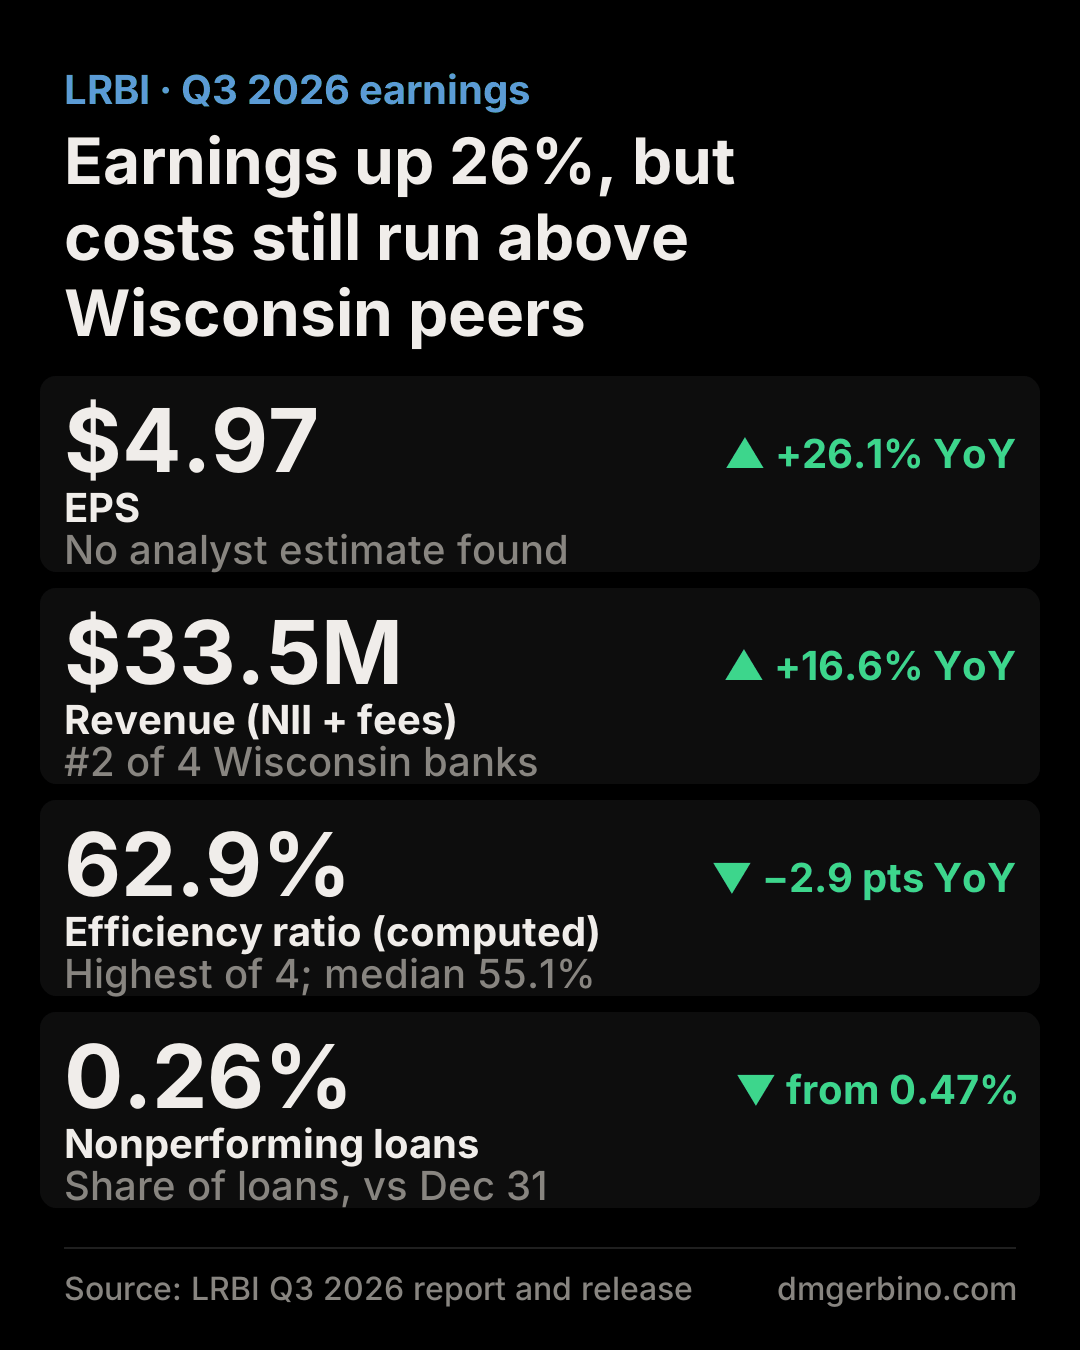 LRBI · Q3 2026 earnings
Earnings up 26%, but
costs still run above
Wisconsin peers
$4.97
▲ +26.1% YoY
EPS
No analyst estimate found
$33.5M
▲ +16.6% YoY
Revenue (NII + fees)
#2 of 4 Wisconsin banks
62.9%
▼ −2.9 pts YoY
Efficiency ratio (computed)
Highest of 4; median 55.1%
0.26%
▼ from 0.47%
Nonperforming loans
Share of loans, vs Dec 31
Source: LRBI Q3 2026 report and release
dmgerbino.com